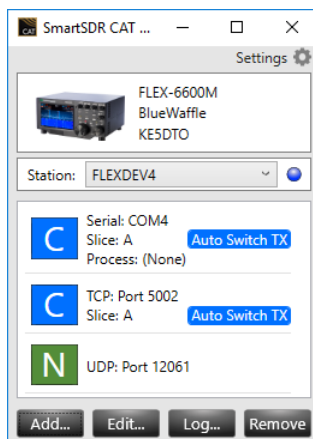 CAT
SmartSDR CAT ...
Settings
FLEX-6600M
BlueWaffle
KE5DTO
Station: FLEXDEV4
C
Serial: COM4
Slice: A Auto Switch TX
Process: (None)
C
TCP: Port 5002
Slice: A Auto Switch TX
N
UDP: Port 12061
Add... Edit... Log... Remove